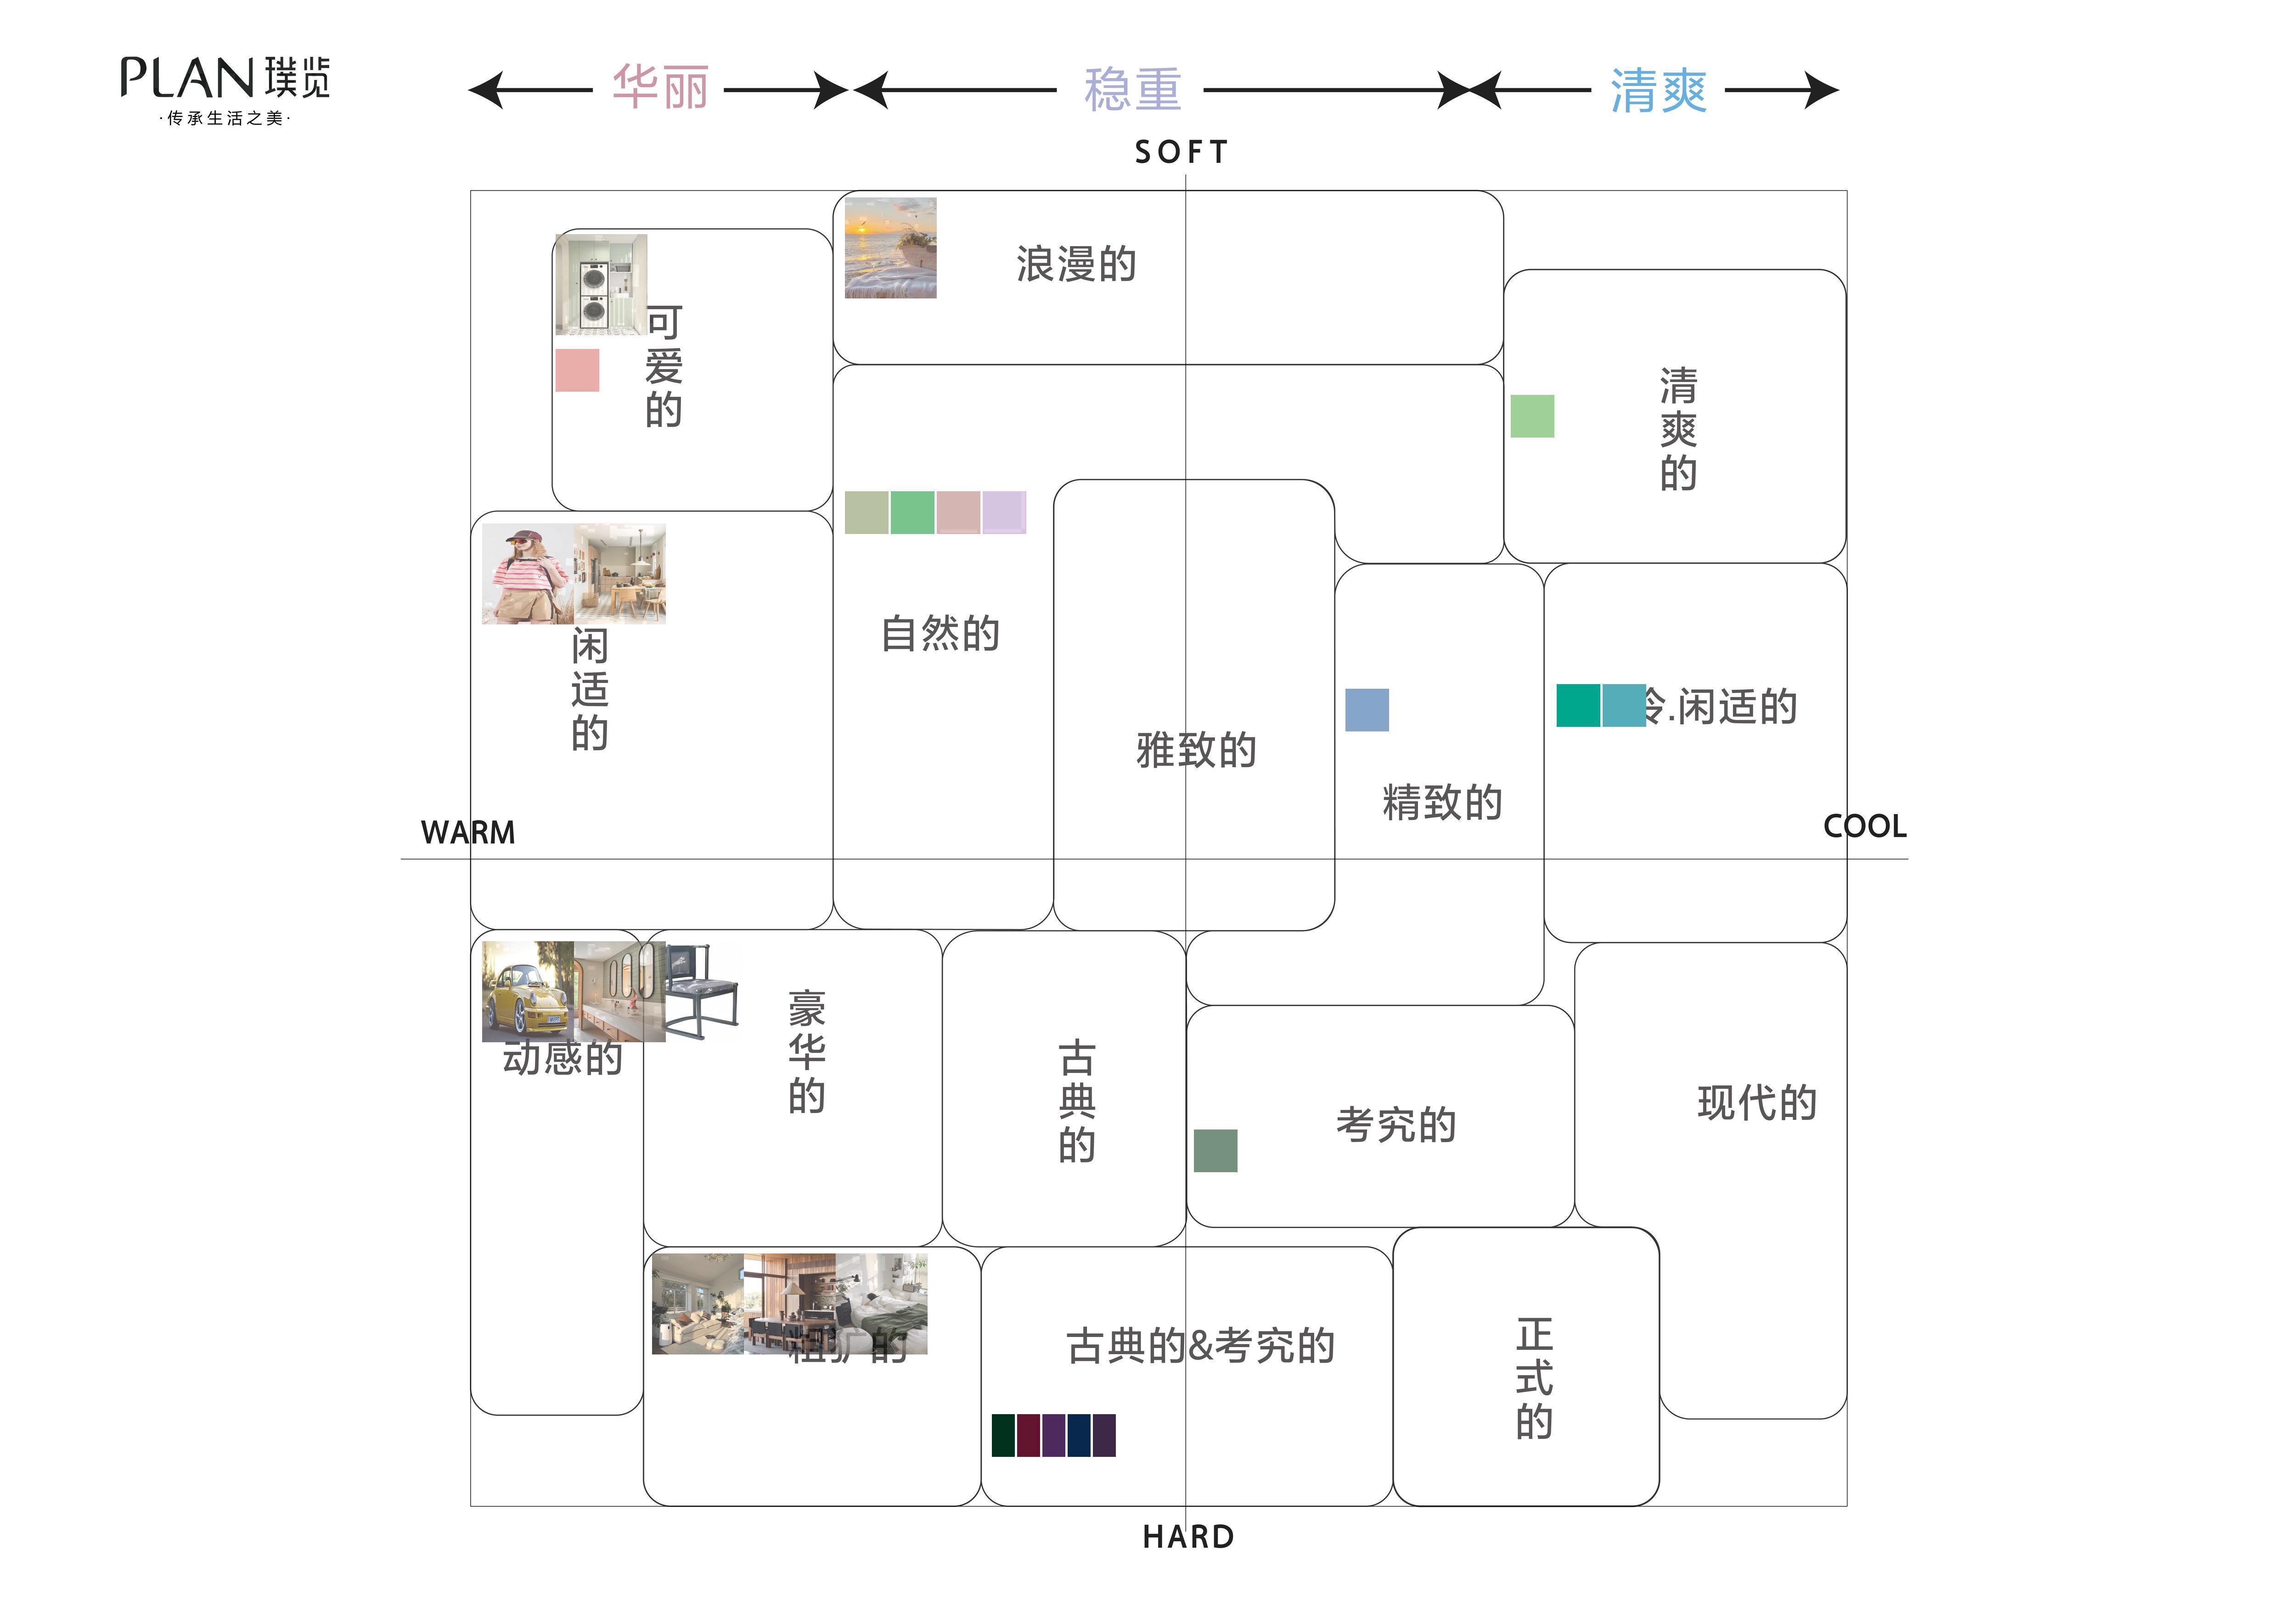 PLAN 璞览
·传承生活之美·
华丽
稳重
清爽
SOFT
浪漫的
可爱的
清爽的
自然的
闲适的
冷.闲适的
雅致的
精致的
WARM
COOL
豪华的
动感的
古典的
考究的
现代的
粗犷的
古典的&考究的
正式的
HARD